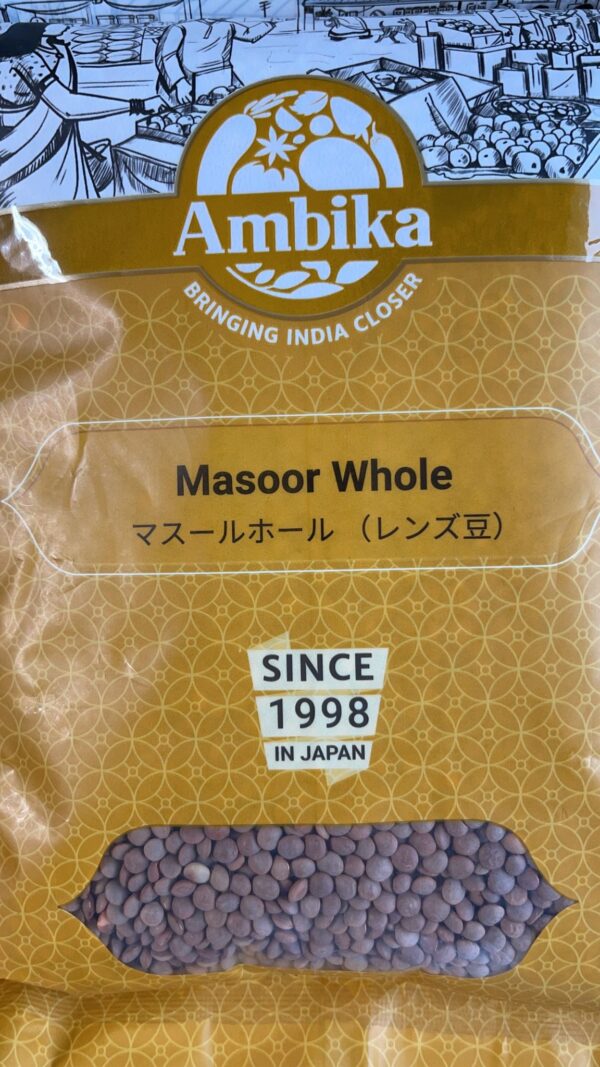 Ambika
BRINGING INDIA CLOSER
Masoor Whole
マスールホール （レンズ豆）
SINCE
1998
IN JAPAN